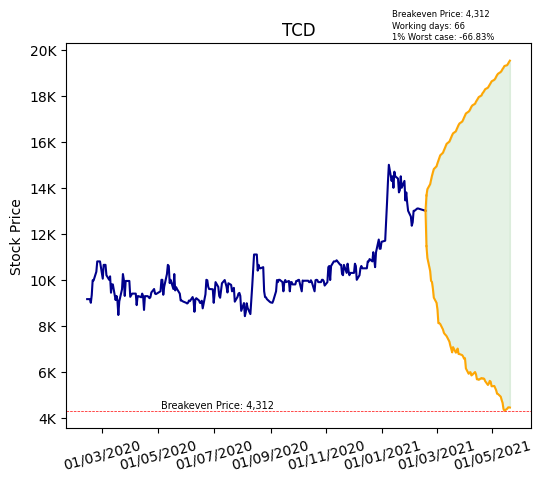 Breakeven Price: 4,312
Working days: 66
1% Worst case: -66.83%
TCD
20K
18K
16K
14K
12K
10K
8K
6K
4K
Stock Price
Breakeven Price: 4,312
01/03/2020
01/05/2020
01/07/2020
01/09/2020
01/11/2020
01/01/2021
01/03/2021
01/05/2021